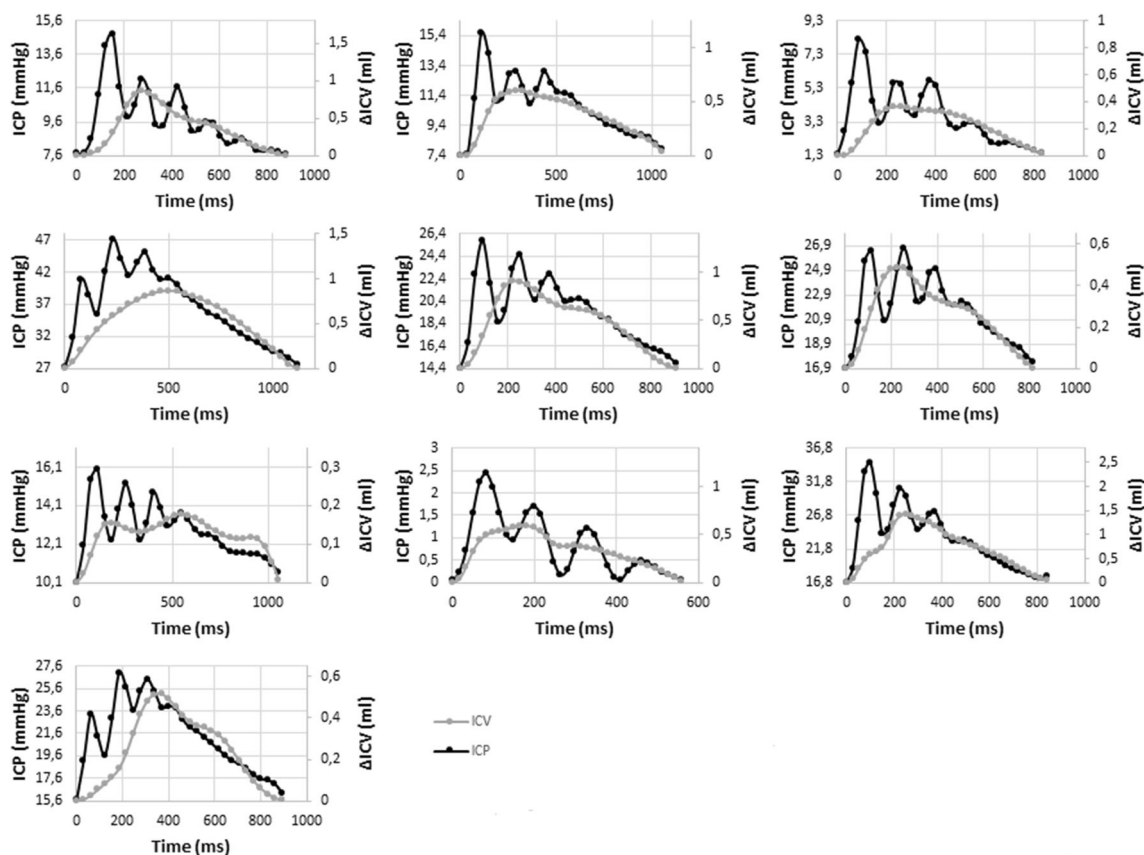 ICP (mmHg)
15,6
13,6
11,6
9,6
7,6
1,5
1
0,5
0
ΔICV (ml)
0 200 400 600 800 1000
Time (ms)
ICP (mmHg)
15,4
13,4
11,4
9,4
7,4
1
0,5
0
ΔICV (ml)
0 500 1000
Time (ms)
ICP (mmHg)
9,3
7,3
5,3
3,3
1,3
1
0,8
0,6
0,4
0,2
0
ΔICV (ml)
0 200 400 600 800 1000
Time (ms)
ICP (mmHg)
47
42
37
32
27
1,5
1
0,5
0
ΔICV (ml)
0 500 1000
Time (ms)
ICP (mmHg)
26,4
24,4
22,4
20,4
18,4
16,4
14,4
1
0,5
0
ΔICV (ml)
0 200 400 600 800 1000
Time (ms)
ICP (mmHg)
26,9
24,9
22,9
20,9
18,9
16,9
0,6
0,4
0,2
0
ΔICV (ml)
0 200 400 600 800 1000
Time (ms)
ICP (mmHg)
16,1
14,1
12,1
10,1
0,3
0,2
0,1
0
ΔICV (ml)
0 500 1000
Time (ms)
ICP (mmHg)
3
2,5
2
1,5
1
0,5
0
1
0,5
0
ΔICV (ml)
0 200 400 600
Time (ms)
ICP (mmHg)
36,8
31,8
26,8
21,8
16,8
2,5
2
1,5
1
0,5
0
ΔICV (ml)
0 200 400 600 800 1000
Time (ms)
ICP (mmHg)
27,6
25,6
23,6
21,6
19,6
17,6
15,6
0,6
0,4
0,2
0
ΔICV (ml)
0 200 400 600 800 1000
Time (ms)
ICV
ICP